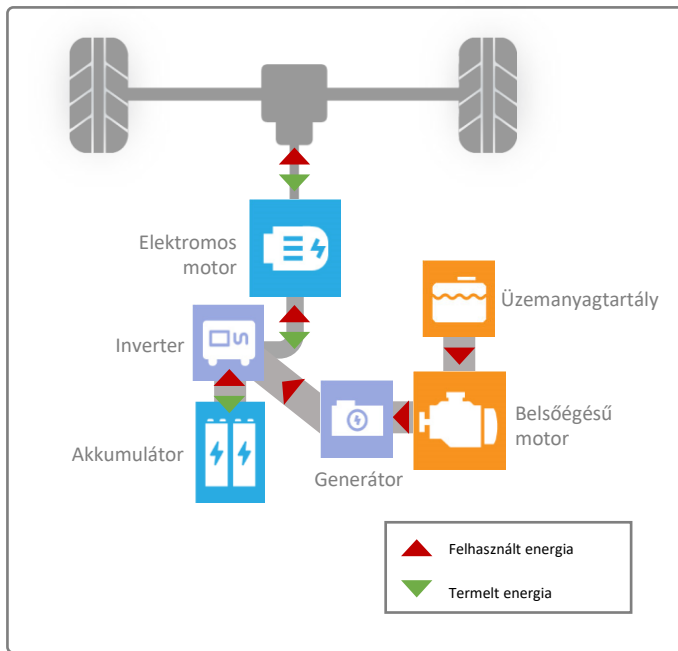 Elektromos
motor
Üzemanyagtartály
Inverter
Belsőégésű
motor
Akkumulátor
Generátor
Felhasznált energia
Termelt energia